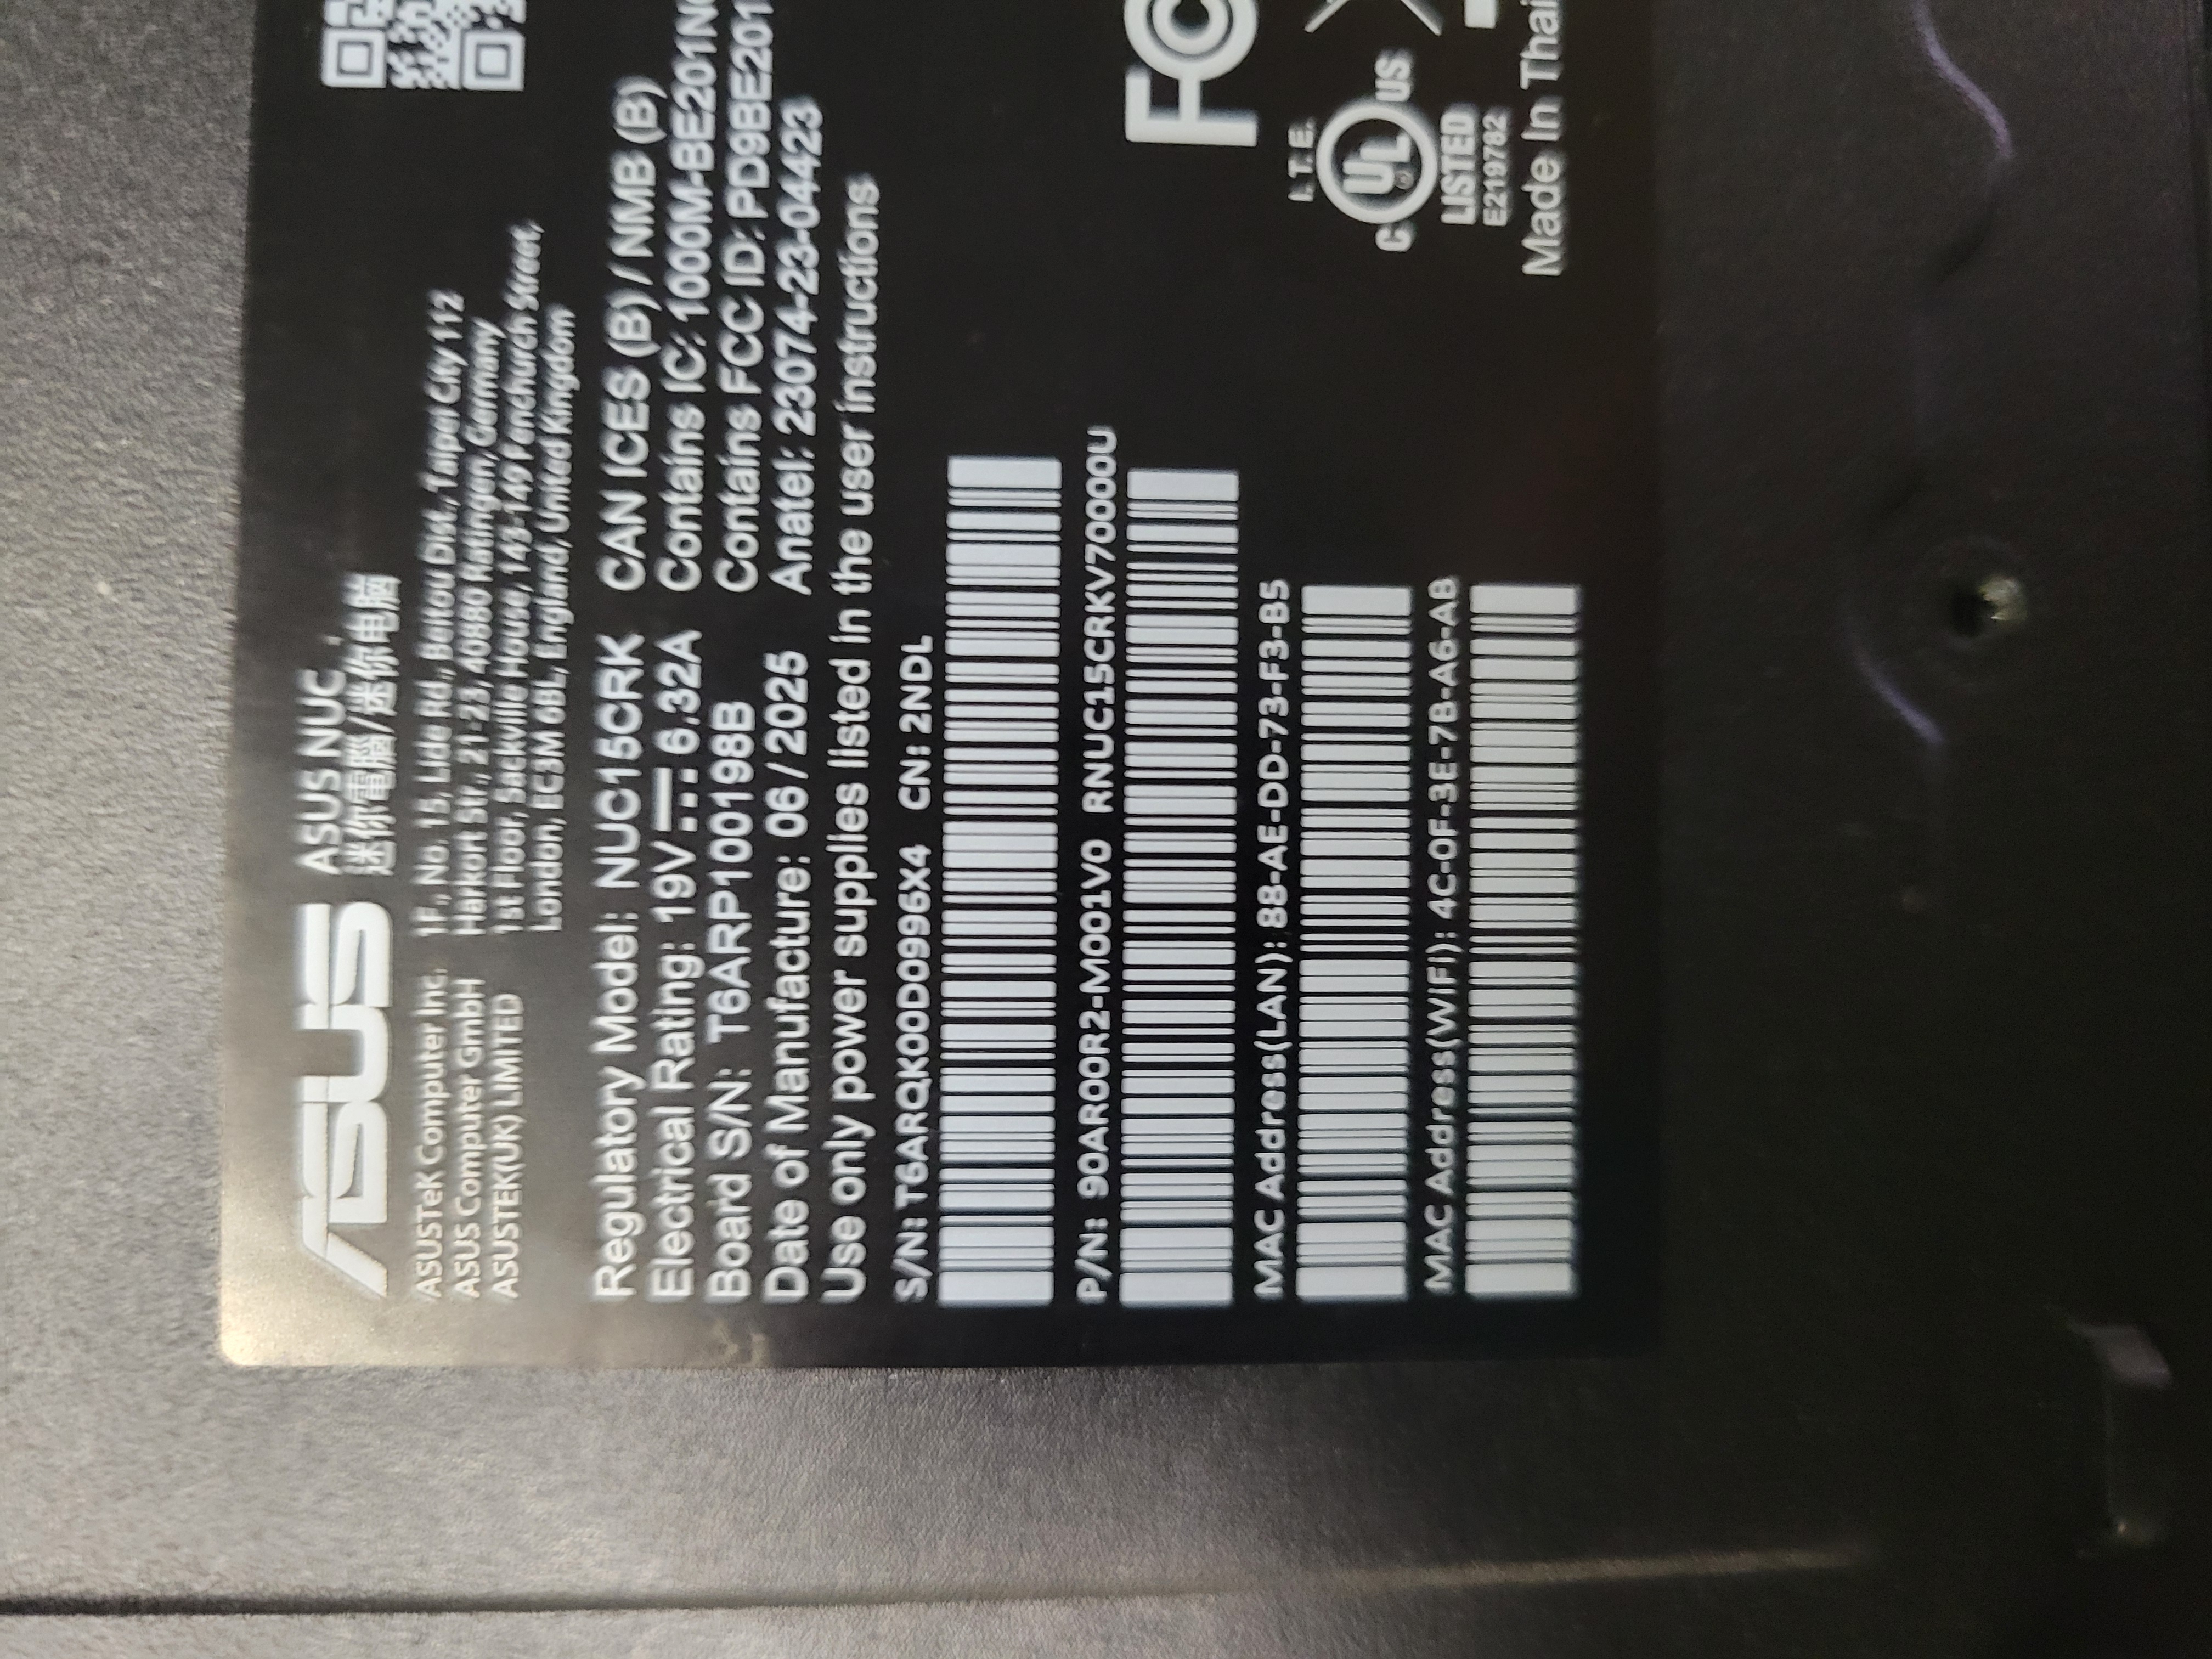 ASUS ASUS NUC
迷你電腦/迷你电脑
ASUSTeK Computer Inc. 1F., No. 15, Lide Rd., Beitou Dist., Taipei City 112
ASUS Computer GmbH Harkort Str., 21-23, 40880 Ratingen, Germany
ASUSTEK(UK) LIMITED 1st Floor, Sackville House, 143-149 Fenchurch Street,
London, EC3M 6BL, England, United Kingdom
Regulatory Model: NUC15CRK CAN ICES (B) / NMB (B)
Electrical Rating: 19V 6.32A Contains IC: 1000M-BE201N
Board S/N: T6ARP100198B Contains FCC ID: PD9BE201
Date of Manufacture: 06/2025 Anatel: 23074-23-04423
Use only power supplies listed in the user instructions
S/N: T6ARQK00D0996X4 CN: 2NDL
P/N: 90AR00R2-M001V0 RNUC15CRKV70000U
MAC Address(LAN): 88-AE-DD-73-F3-B5
MAC Address(WiFi): 4C-0F-3E-7B-A6-AB
FC
I.T.E.
C UL US
LISTED
E219782
Made In Thai